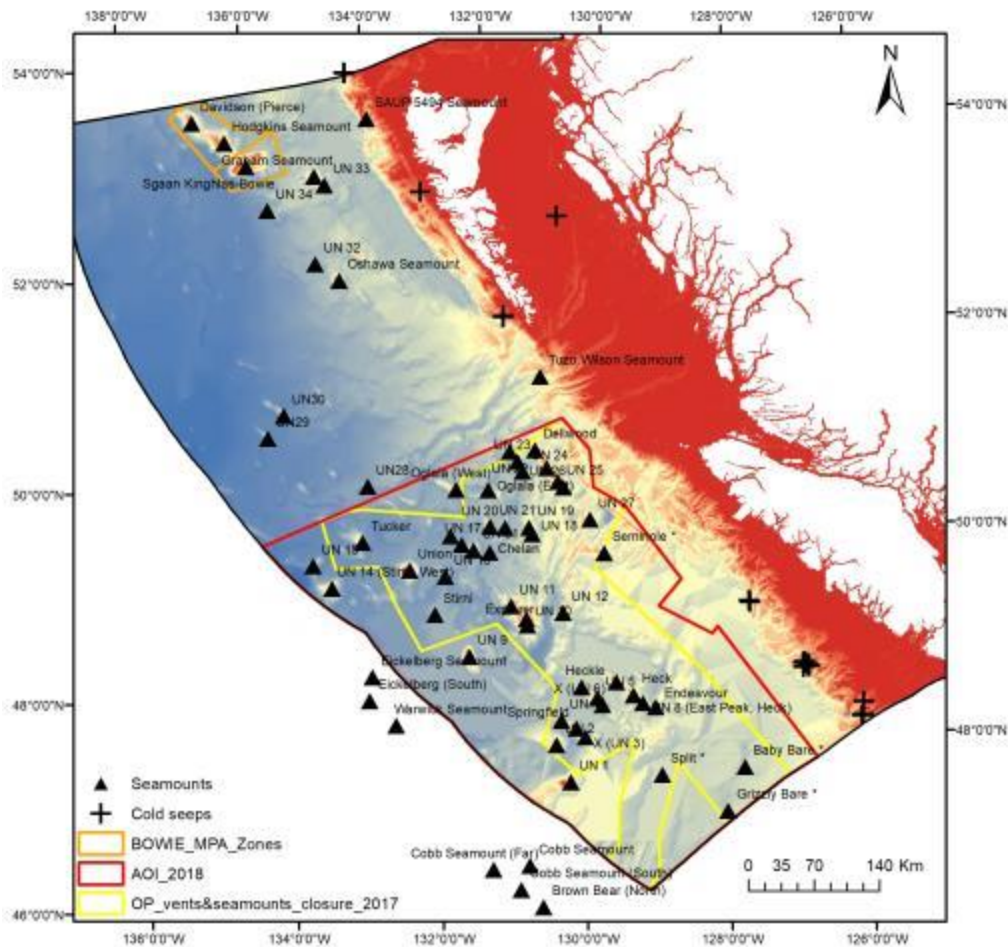 138°0'0"W 136°0'0"W 134°0'0"W 132°0'0"W 130°0'0"W 128°0'0"W 126°0'0"W
N
54°0'0"N
54°0'0"N
Davidson (Pierce)
SAUP 5494 Seamount
Hodgkins Seamount
Graham Seamount
UN 33
Sgaan Kinghlas-Bowie
UN 34
UN 32
Oshawa Seamount
52°0'0"N
52°0'0"N
Tuzo Wilson Seamount
UN30
UN29
Dellwood
UN 23
UN 24
UN28
Oglala (West)
UN 25
Oglala
50°0'0"N
50°0'0"N
UN 27
UN 20
UN 21
UN 19
Tucker
UN 17
UN 18
Seminole *
Union
Chelan
UN 14 (Stirni West)
Stirni
UN 11
UN 12
Explorer
UN 9
Eickelberg Seamount
Heckle
Heck
Eickelberg (South)
Endeavour
(East Peak, Heck)
48°0'0"N
48°0'0"N
Warwick Seamount
Springfield
X (UN 3)
Split *
Baby Bare *
UN 1
Grizzly Bare *
Seamounts
Cold seeps
BOWIE_MPA_Zones
AOI_2018
OP_vents&seamounts_closure_2017
Cobb Seamount (Far)
Cobb Seamount
Cobb Seamount (South)
Brown Bear (North)
0 35 70 140 Km
46°0'0"N
46°0'0"N
136°0'0"W 134°0'0"W 132°0'0"W 130°0'0"W 128°0'0"W 126°0'0"W